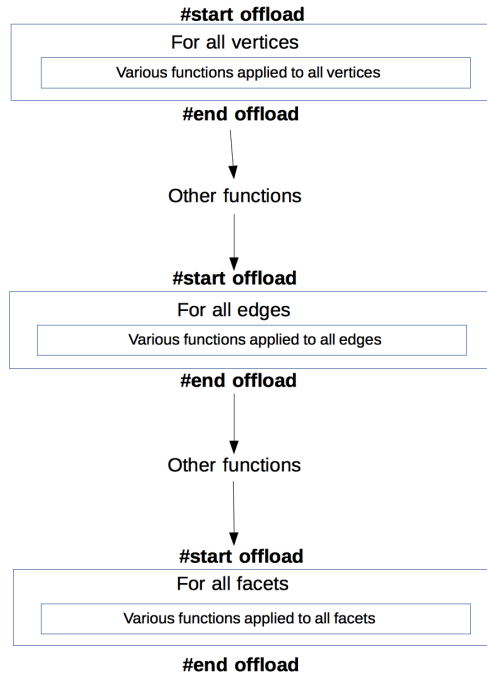 #start offload
For all vertices
Various functions applied to all vertices
#end offload
Other functions
#start offload
For all edges
Various functions applied to all edges
#end offload
Other functions
#start offload
For all facets
Various functions applied to all facets
#end offload